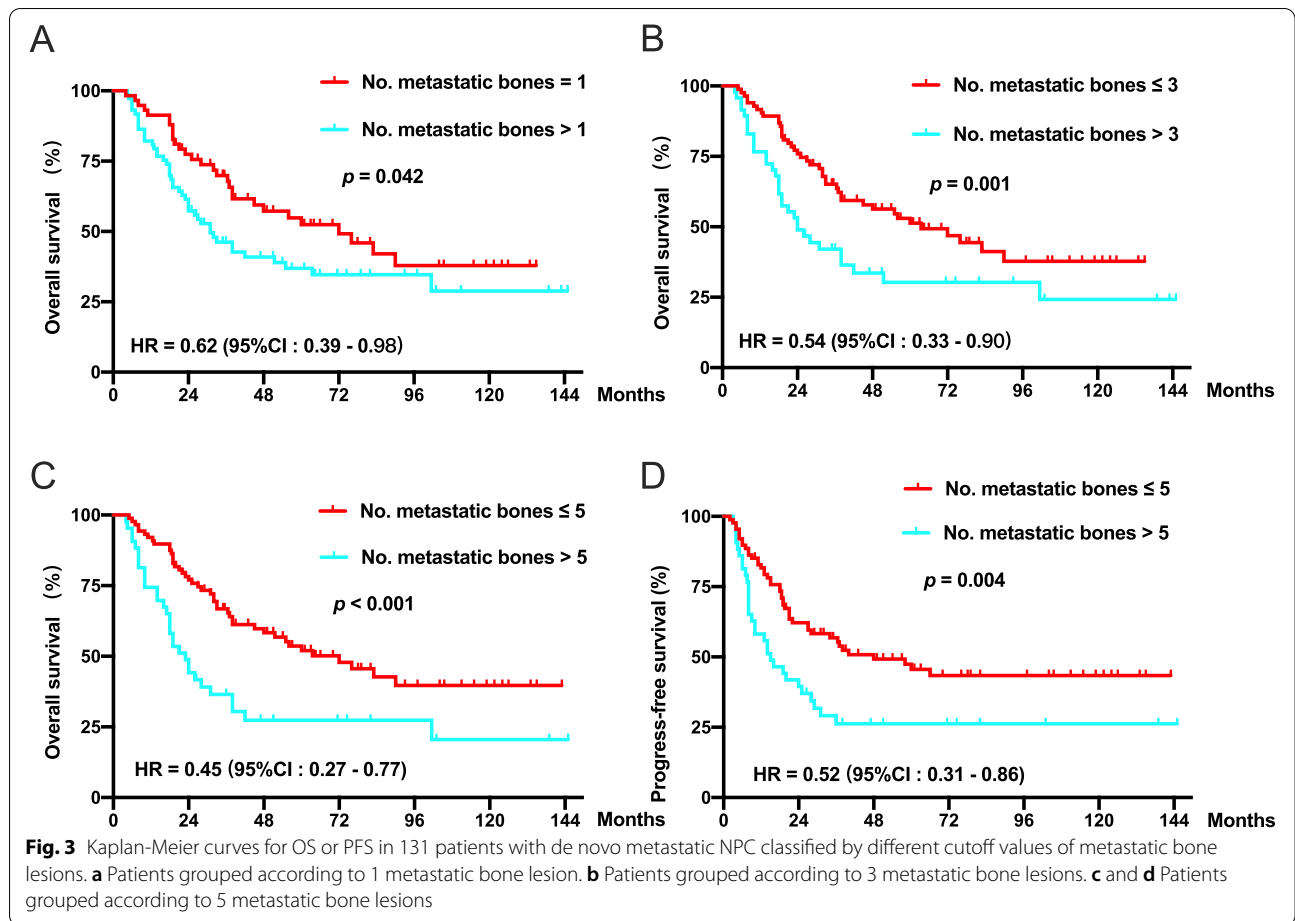 A
No. metastatic bones = 1
No. metastatic bones > 1
p = 0.042
Overall survival (%)
100
75
50
25
0
HR = 0.62 (95%CI : 0.39 - 0.98)
0 24 48 72 96 120 144 Months
B
No. metastatic bones ≤ 3
No. metastatic bones > 3
p = 0.001
Overall survival (%)
100
75
50
25
0
HR = 0.54 (95%CI : 0.33 - 0.90)
0 24 48 72 96 120 144 Months
C
No. metastatic bones ≤ 5
No. metastatic bones > 5
p < 0.001
Overall survival (%)
100
75
50
25
0
HR = 0.45 (95%CI : 0.27 - 0.77)
0 24 48 72 96 120 144 Months
D
No. metastatic bones ≤ 5
No. metastatic bones > 5
p = 0.004
Progress-free survival (%)
100
75
50
25
0
HR = 0.52 (95%CI : 0.31 - 0.86)
0 24 48 72 96 120 144 Months
Fig. 3 Kaplan-Meier curves for OS or PFS in 131 patients with de novo metastatic NPC classified by different cutoff values of metastatic bone
lesions. a Patients grouped according to 1 metastatic bone lesion. b Patients grouped according to 3 metastatic bone lesions. c and d Patients
grouped according to 5 metastatic bone lesions